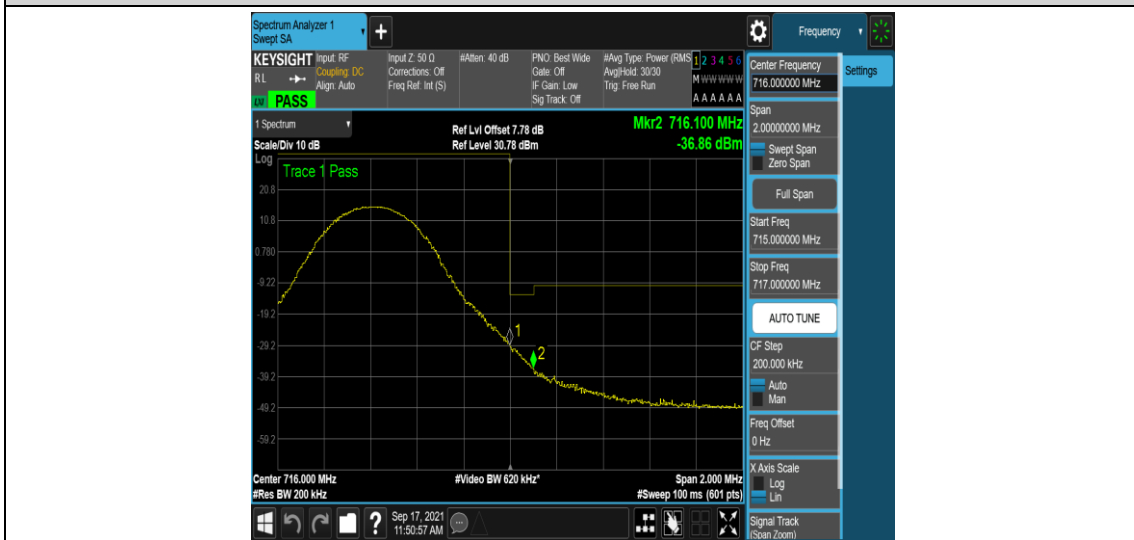 Spectrum Analyzer 1
Swept SA
+
Frequency
KEYSIGHT
RL
LXI
PASS
Input: RF
Coupling: DC
Align: Auto
Input Z: 50 Ω
Corrections: Off
Freq Ref: Int (S)
#Atten: 40 dB
PNO: Best Wide
Gate: Off
IF Gain: Low
Sig Track: Off
#Avg Type: Power (RMS
Avg|Hold: 30/30
Trig: Free Run
1 2 3 4 5 6
M W W W W W
A A A A A A
1 Spectrum
Scale/Div 10 dB
Ref Lvl Offset 7.78 dB
Ref Level 30.78 dBm
Mkr2 716.100 MHz
-36.86 dBm
Log
Trace 1 Pass
20.8
10.8
0.780
-9.22
-19.2
-29.2
-39.2
-49.2
-59.2
1
2
Center 716.000 MHz
#Res BW 200 kHz
#Video BW 620 kHz*
Span 2.000 MHz
#Sweep 100 ms (601 pts)
?
Sep 17, 2021
11:50:57 AM
Center Frequency
716.000000 MHz
Span
2.00000000 MHz
Swept Span
Zero Span
Full Span
Start Freq
715.000000 MHz
Stop Freq
717.000000 MHz
AUTO TUNE
CF Step
200.000 kHz
Auto
Man
Freq Offset
0 Hz
X Axis Scale
Log
Lin
Signal Track
(Span Zoom)
Settings